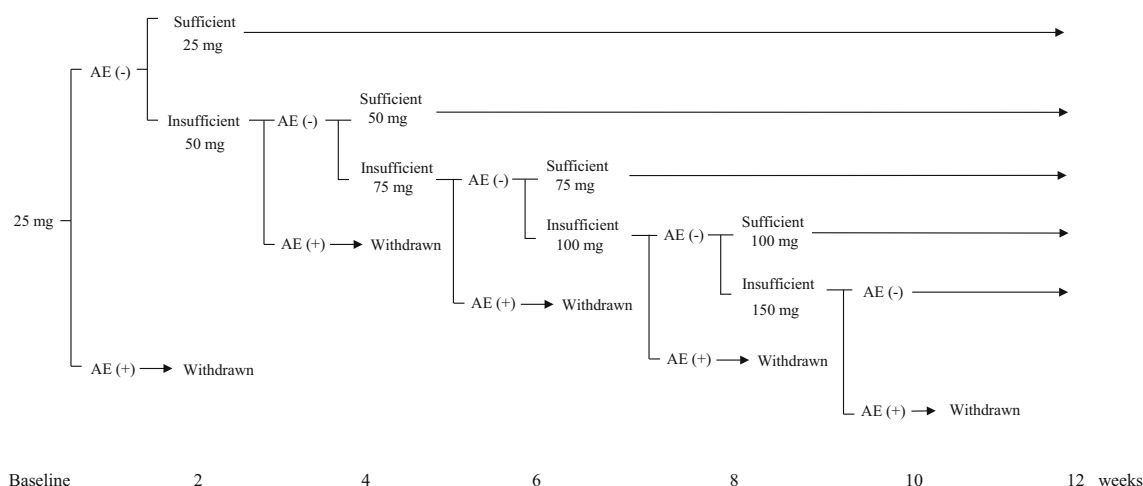 Sufficient
25 mg
AE (-)
Insufficient
50 mg
AE (-)
Sufficient
50 mg
Insufficient
75 mg
AE (-)
Sufficient
75 mg
25 mg
Insufficient
100 mg
AE (-)
Sufficient
100 mg
AE (+)
Withdrawn
Insufficient
150 mg
AE (-)
AE (+)
Withdrawn
AE (+)
Withdrawn
AE (+)
Withdrawn
AE (+)
Withdrawn
Baseline 2 4 6 8 10 12 weeks